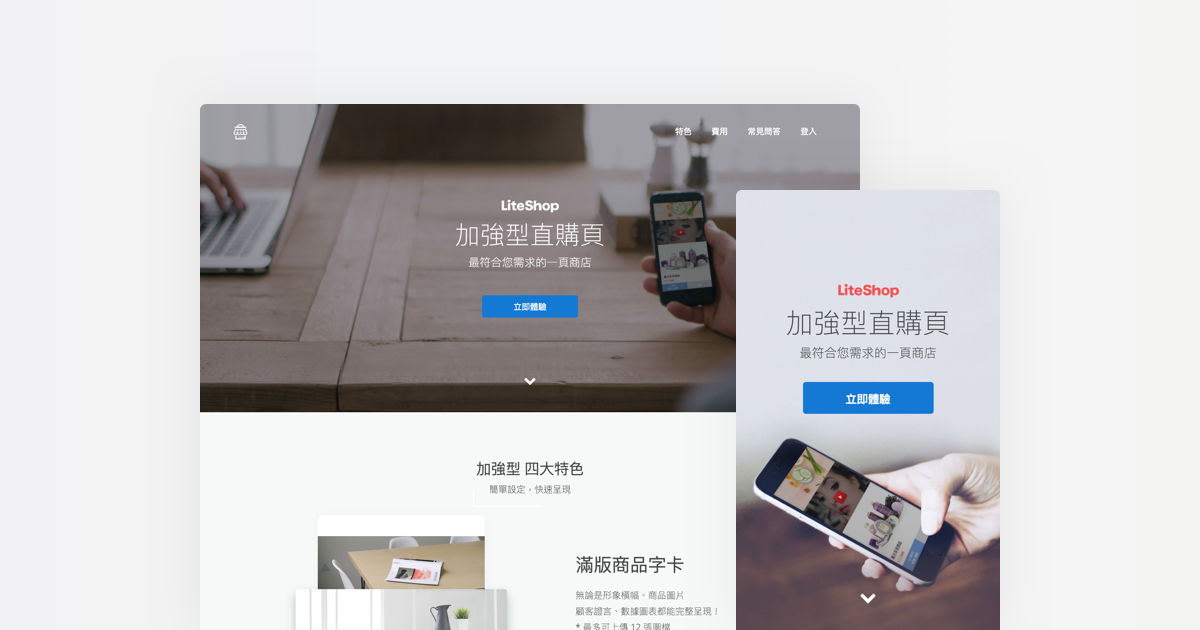 特色 費用 常見問答 登入
LiteShop
加強型直購頁
最符合您需求的一頁商店
立即體驗
加強型 四大特色
簡單設定・快速呈現
滿版商品字卡
無論是形象橫幅、商品圖片
顧客證言、數據圖表都能完整呈現！
* 最多可上傳 12 張圖檔
LiteShop
加強型直購頁
最符合您需求的一頁商店
立即體驗